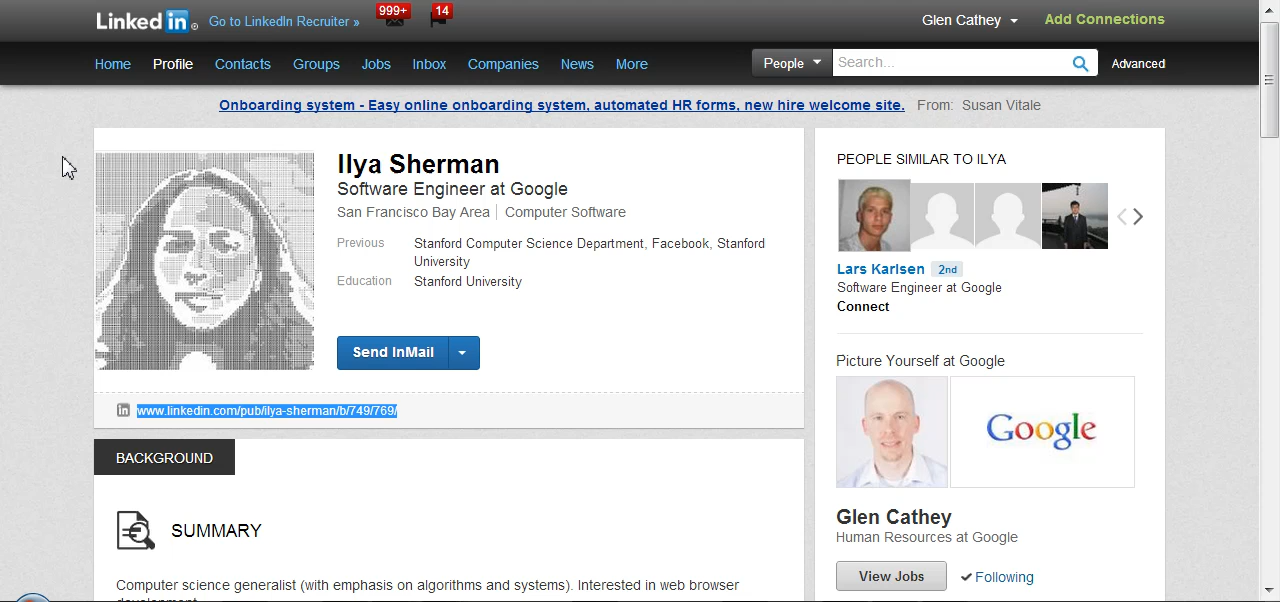 Linked in® Go to LinkedIn Recruiter » 999+ 14 Glen Cathey Add Connections
Home Profile Contacts Groups Jobs Inbox Companies News More People Search... Advanced
Onboarding system - Easy online onboarding system, automated HR forms, new hire welcome site. From: Susan Vitale
Ilya Sherman
Software Engineer at Google
San Francisco Bay Area Computer Software
Previous Stanford Computer Science Department, Facebook, Stanford
University
Education Stanford University
Send InMail
in www.linkedin.com/pub/ilya-sherman/b/749/769/
BACKGROUND
SUMMARY
Computer science generalist (with emphasis on algorithms and systems). Interested in web browser
development
PEOPLE SIMILAR TO ILYA
Lars Karlsen 2nd
Software Engineer at Google
Connect
Picture Yourself at Google
Google
Glen Cathey
Human Resources at Google
View Jobs Following